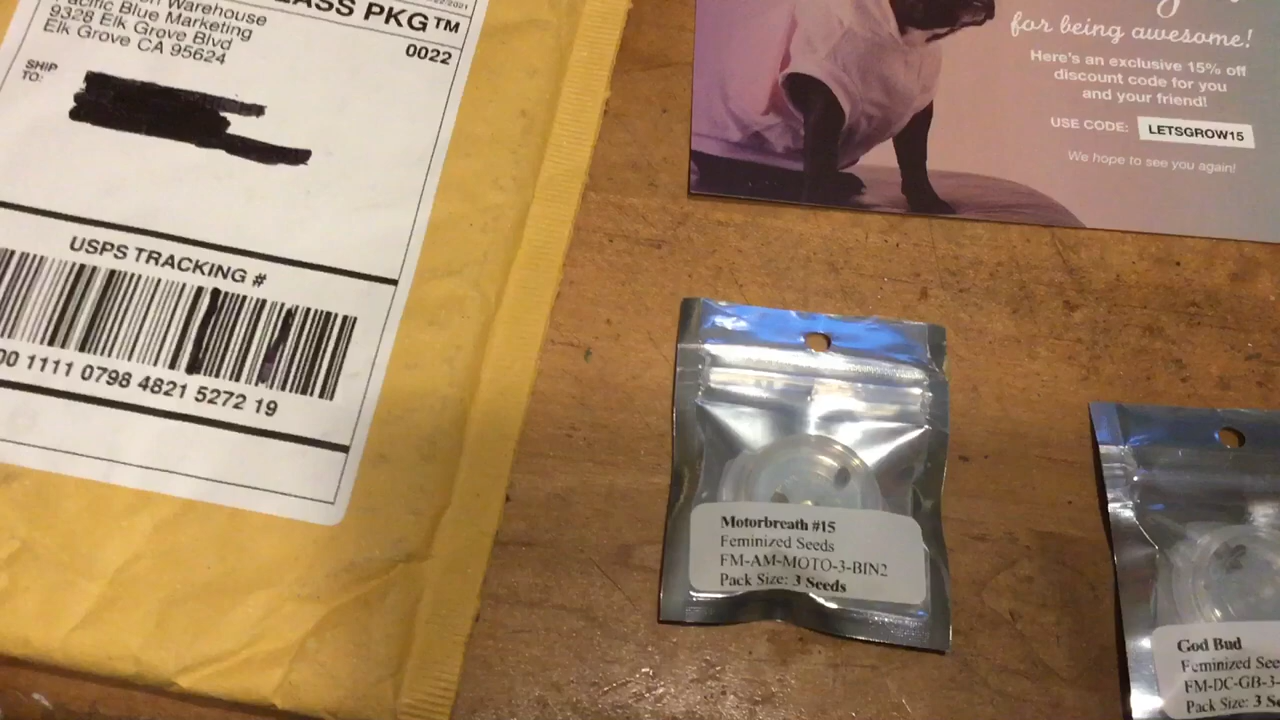 LASS PKG™
Warehouse
Pacific Blue Marketing
9328 Elk Grove Blvd
Elk Grove CA 95624
0022
SHIP
TO:
USPS TRACKING #
00 1111 0798 4821 5272 19
for being awesome!
Here's an exclusive 15% off
discount code for you
and your friend!
USE CODE: LETSGROW15
We hope to see you again!
Motorbreath #15
Feminized Seeds
FM-AM-MOTO-3-BIN2
Pack Size: 3 Seeds
God Bud
Feminized See
FM-DC-GB-3-
Pack Size: 3 S